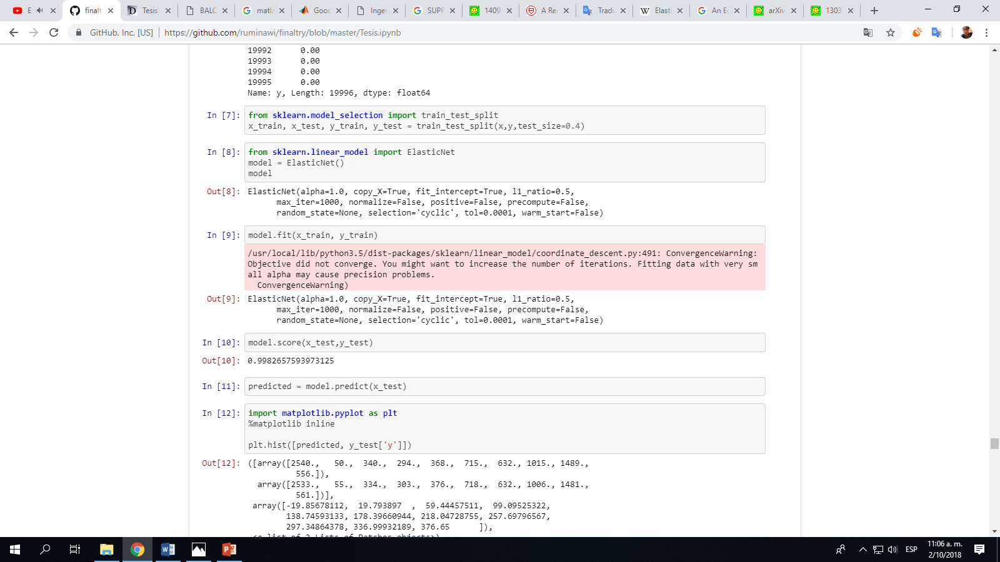 E
finalt
Tesis
BALC
matla
Gooc
Inger
SUPP
1409.
A Re
Tradu
Elasti
An E
arXiv
1303
GitHub, Inc. [US] | https://github.com/ruminawi/finaltry/blob/master/Tesis.ipynb
19992 0.00
19993 0.00
19994 0.00
19995 0.00
Name: y, Length: 19996, dtype: float64
In [7]: from sklearn.model_selection import train_test_split
x_train, x_test, y_train, y_test = train_test_split(x,y,test_size=0.4)
In [8]: from sklearn.linear_model import ElasticNet
model = ElasticNet()
model
Out[8]: ElasticNet(alpha=1.0, copy_X=True, fit_intercept=True, l1_ratio=0.5,
max_iter=1000, normalize=False, positive=False, precompute=False,
random_state=None, selection='cyclic', tol=0.0001, warm_start=False)
In [9]: model.fit(x_train, y_train)
/usr/local/lib/python3.5/dist-packages/sklearn/linear_model/coordinate_descent.py:491: ConvergenceWarning:
Objective did not converge. You might want to increase the number of iterations. Fitting data with very sm
all alpha may cause precision problems.
ConvergenceWarning)
Out[9]: ElasticNet(alpha=1.0, copy_X=True, fit_intercept=True, l1_ratio=0.5,
max_iter=1000, normalize=False, positive=False, precompute=False,
random_state=None, selection='cyclic', tol=0.0001, warm_start=False)
In [10]: model.score(x_test,y_test)
Out[10]: 0.9982657593973125
In [11]: predicted = model.predict(x_test)
In [12]: import matplotlib.pyplot as plt
%matplotlib inline
plt.hist([predicted, y_test['y']])
Out[12]: ([array([2540., 50., 340., 294., 368., 715., 632., 1015., 1489.,
556.]),
array([2533., 55., 334., 303., 376., 718., 632., 1006., 1481.,
561.])],
array([-19.85678112, 19.793897 , 59.44457511, 99.09525322,
138.74593133, 178.39660944, 218.04728755, 257.69796567,
297.34864378, 336.99932189, 376.65 ]),
<a list of 2 Lists of Patches objects>)
ESP
11:06 a. m.
2/10/2018